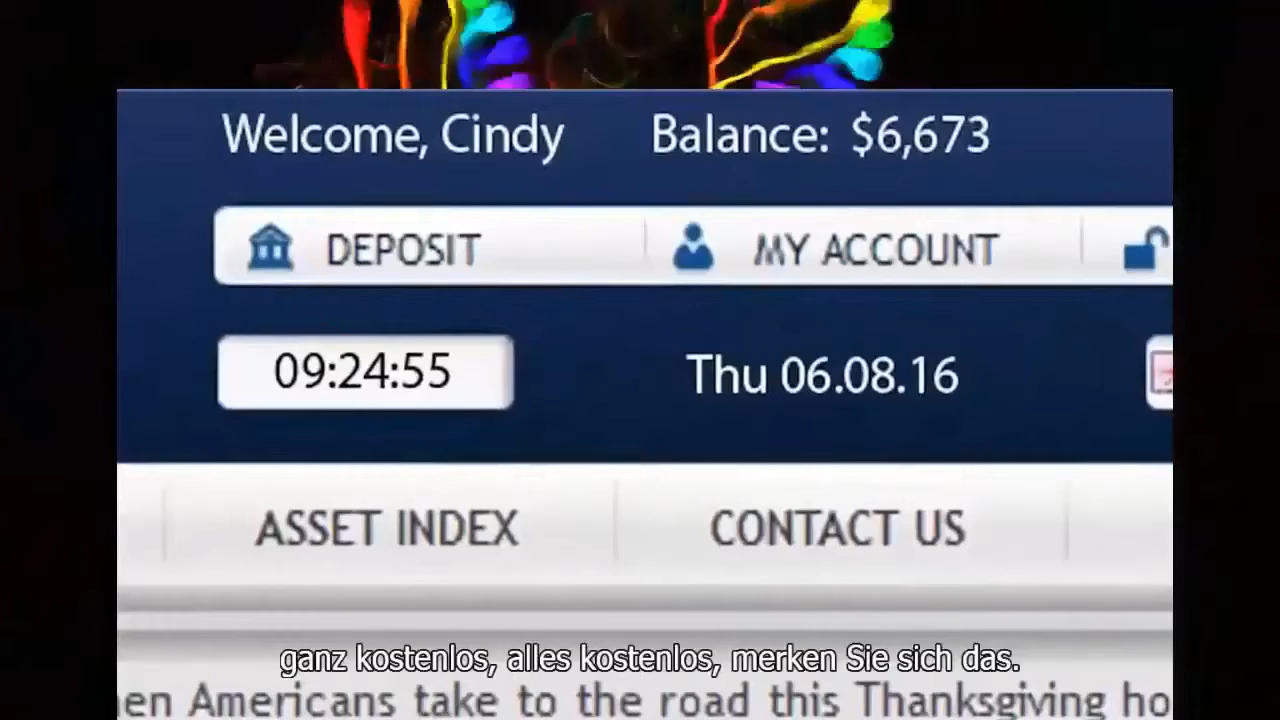 Welcome, Cindy Balance: $6,673
DEPOSIT MY ACCOUNT
09:24:55 Thu 06.08.16
ASSET INDEX CONTACT US
ganz kostenlos, alles kostenlos, merken Sie sich das.
Americans take to the road this Thanksgiving